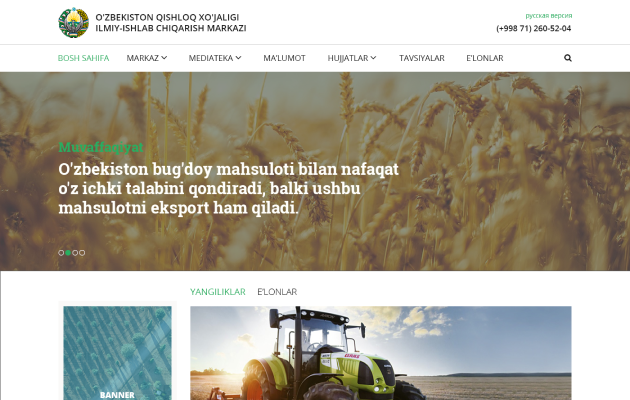 O'ZBEKISTON QISHLOQ XO'JALIGI
ILMIY-ISHLAB CHIQARISH MARKAZI
русская версия
(+998 71) 260-52-04
BOSH SAHIFA MARKAZ MEDIATEKA MA'LUMOT HUJJATLAR TAVSIYALAR E'LONLAR
Muvaffaqiyat
O'zbekiston bug'doy mahsuloti bilan nafaqat
o'z ichki talabini qondiradi, balki ushbu
mahsulotni eksport ham qiladi.
YANGILIKLAR E'LONLAR
BANNER
CLAAS